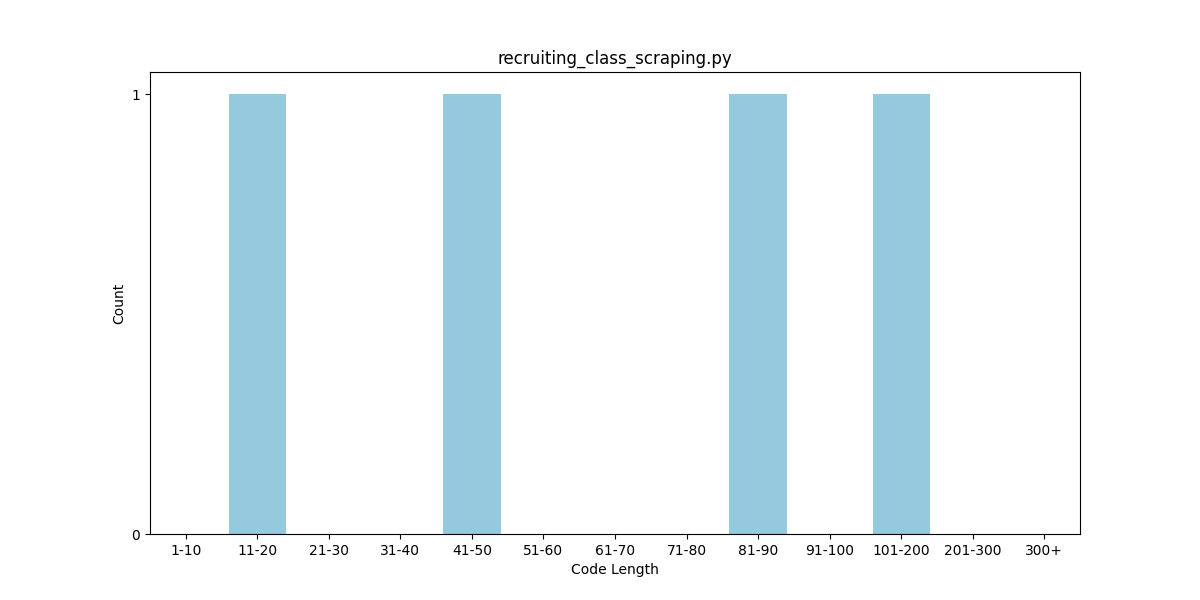 recruiting_class_scraping.py
1
0
Count
1-10 11-20 21-30 31-40 41-50 51-60 61-70 71-80 81-90 91-100 101-200 201-300 300+
Code Length